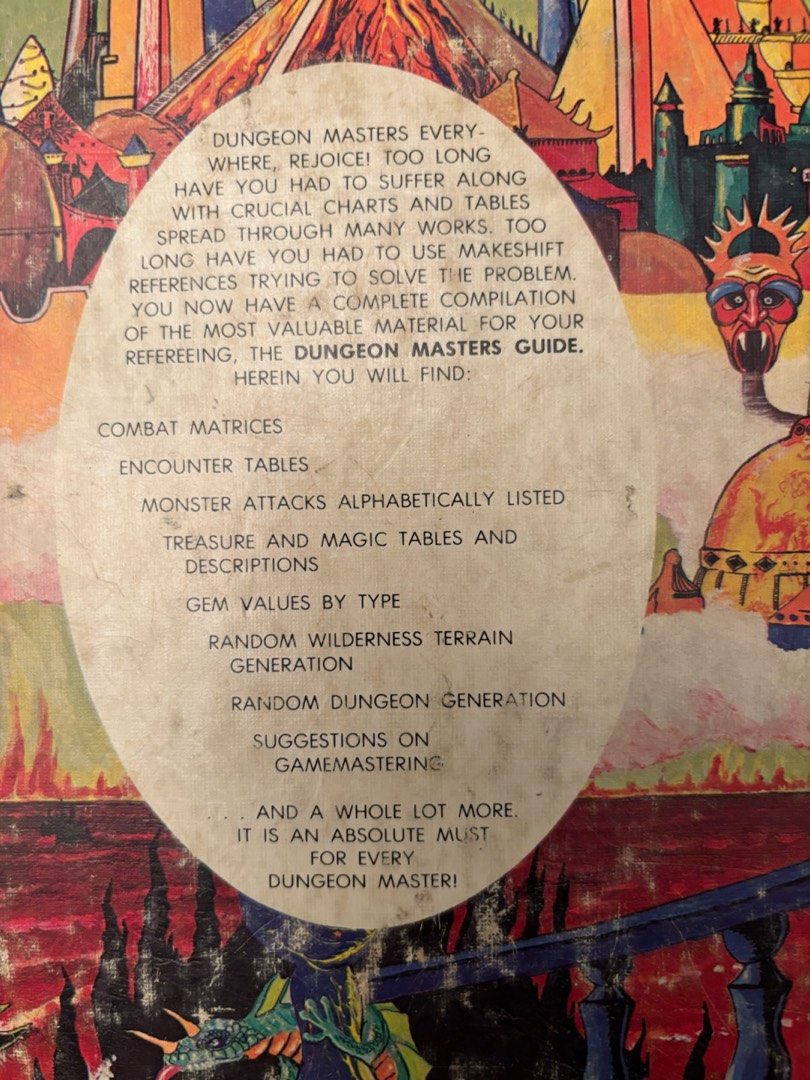 DUNGEON MASTERS EVERY-
WHERE, REJOICE! TOO LONG
HAVE YOU HAD TO SUFFER ALONG
WITH CRUCIAL CHARTS AND TABLES
SPREAD THROUGH MANY WORKS. TOO
LONG HAVE YOU HAD TO USE MAKESHIFT
REFERENCES TRYING TO SOLVE THE PROBLEM.
YOU NOW HAVE A COMPLETE COMPILATION
OF THE MOST VALUABLE MATERIAL FOR YOUR
REFEREEING, THE DUNGEON MASTERS GUIDE.
HEREIN YOU WILL FIND:
COMBAT MATRICES
ENCOUNTER TABLES
MONSTER ATTACKS ALPHABETICALLY LISTED
TREASURE AND MAGIC TABLES AND
DESCRIPTIONS
GEM VALUES BY TYPE
RANDOM WILDERNESS TERRAIN
GENERATION
RANDOM DUNGEON GENERATION
SUGGESTIONS ON
GAMEMASTERING
. . . AND A WHOLE LOT MORE.
IT IS AN ABSOLUTE MUST
FOR EVERY
DUNGEON MASTER!